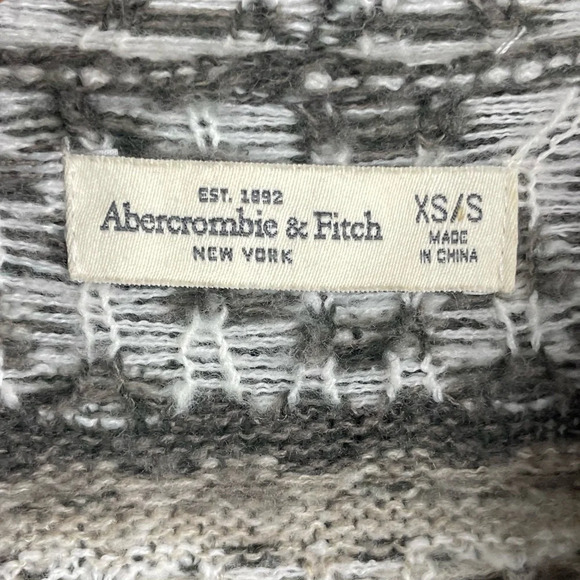 EST. 1892
Abercrombie & Fitch
NEW YORK
XS/S
MADE
IN CHINA